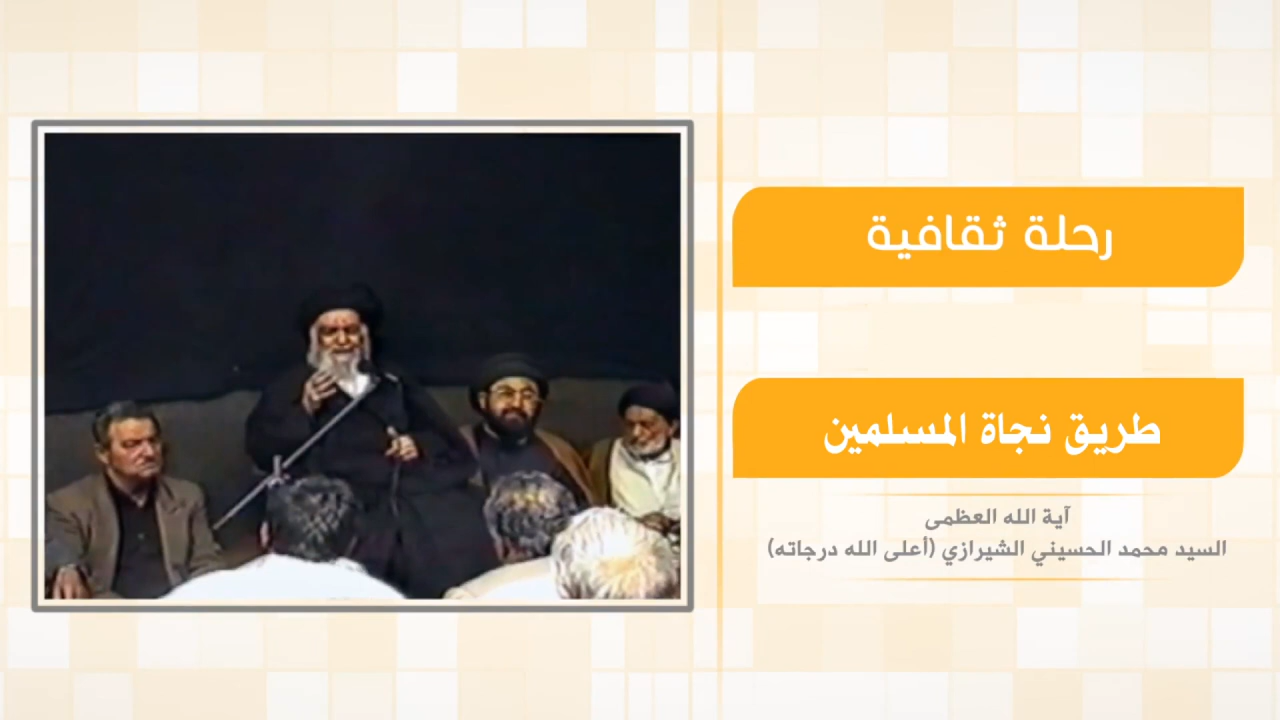 رحلة ثقافية
طريق نجاة المسلمين
آية الله العظمى
السيد محمد الحسيني الشيرازي (أعلى الله درجاته)